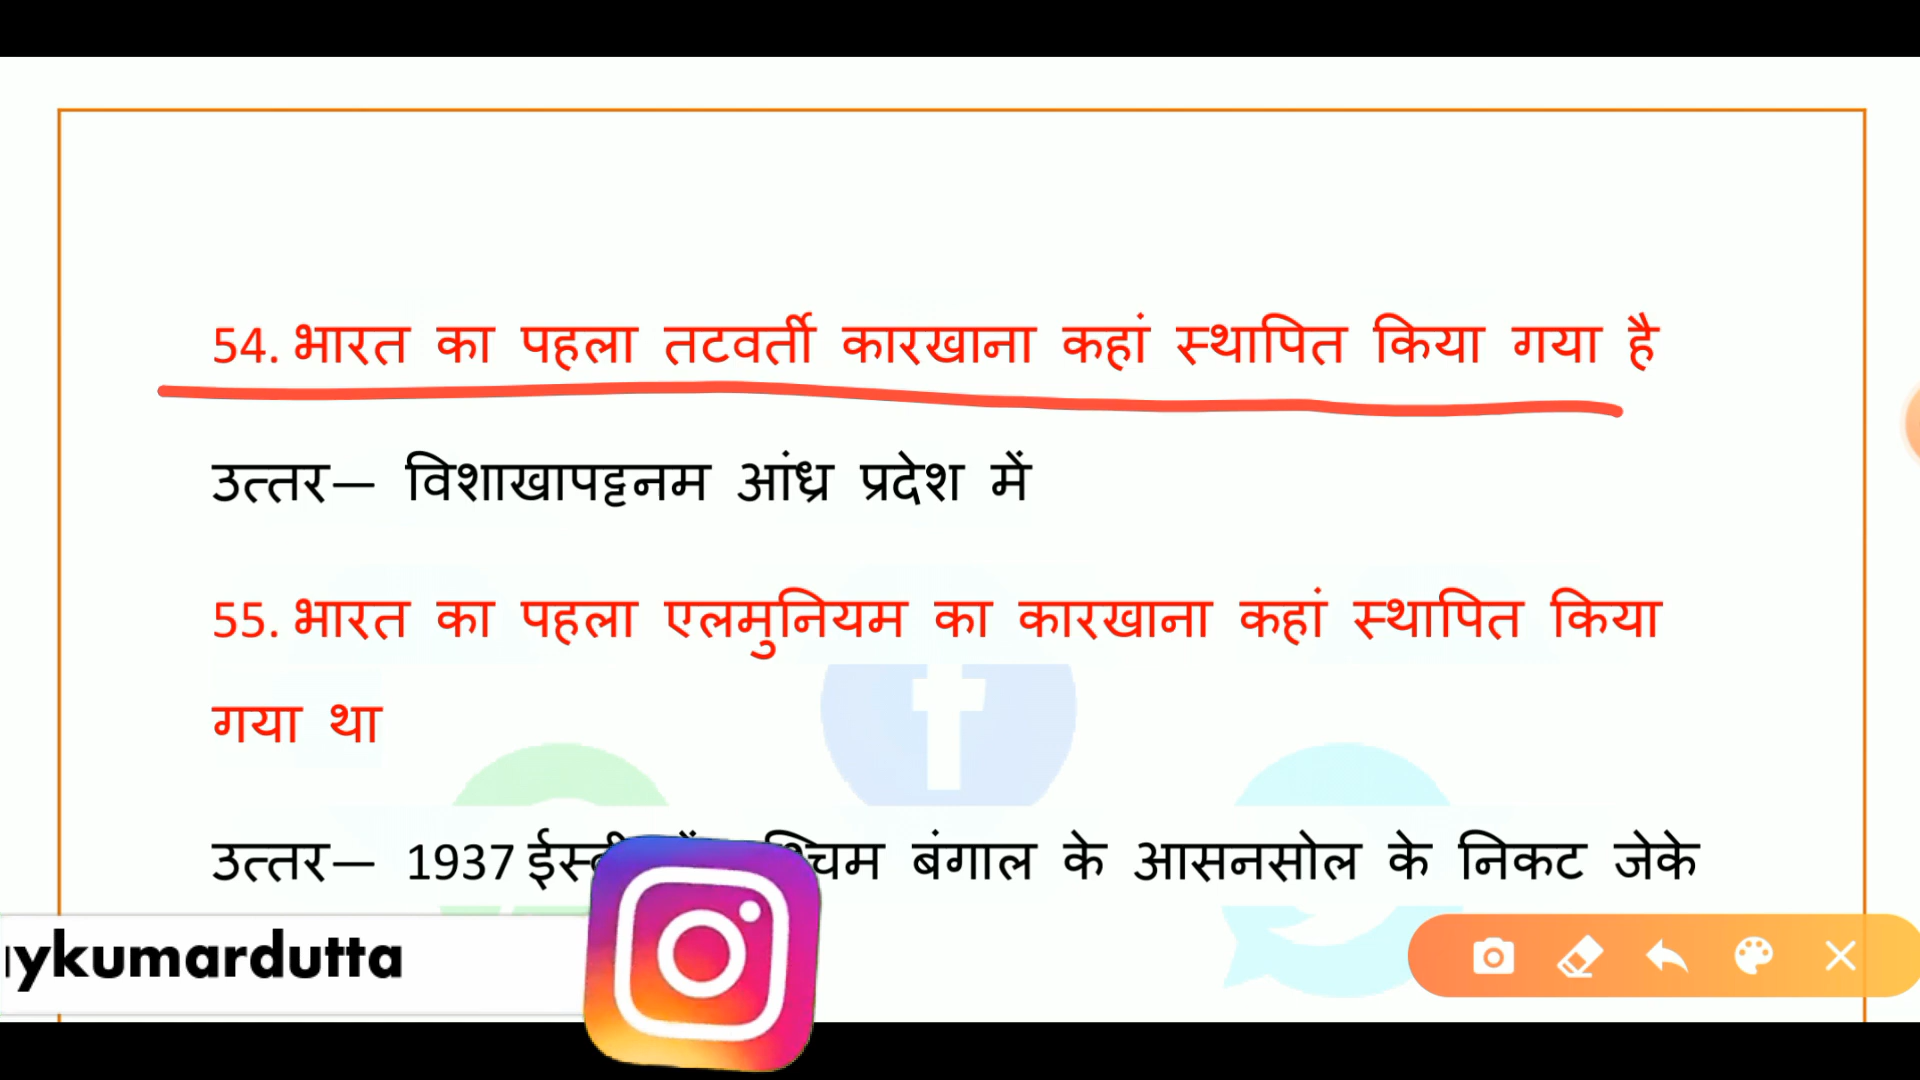 54. भारत का पहला तटवर्ती कारखाना कहां स्थापित किया गया है
उत्तर— विशाखापट्टनम आंध्र प्रदेश में
55. भारत का पहला एलमुनियम का कारखाना कहां स्थापित किया
गया था
उत्तर— 1937 बंगाल के आसनसोल के निकट जेके
ykumardutta